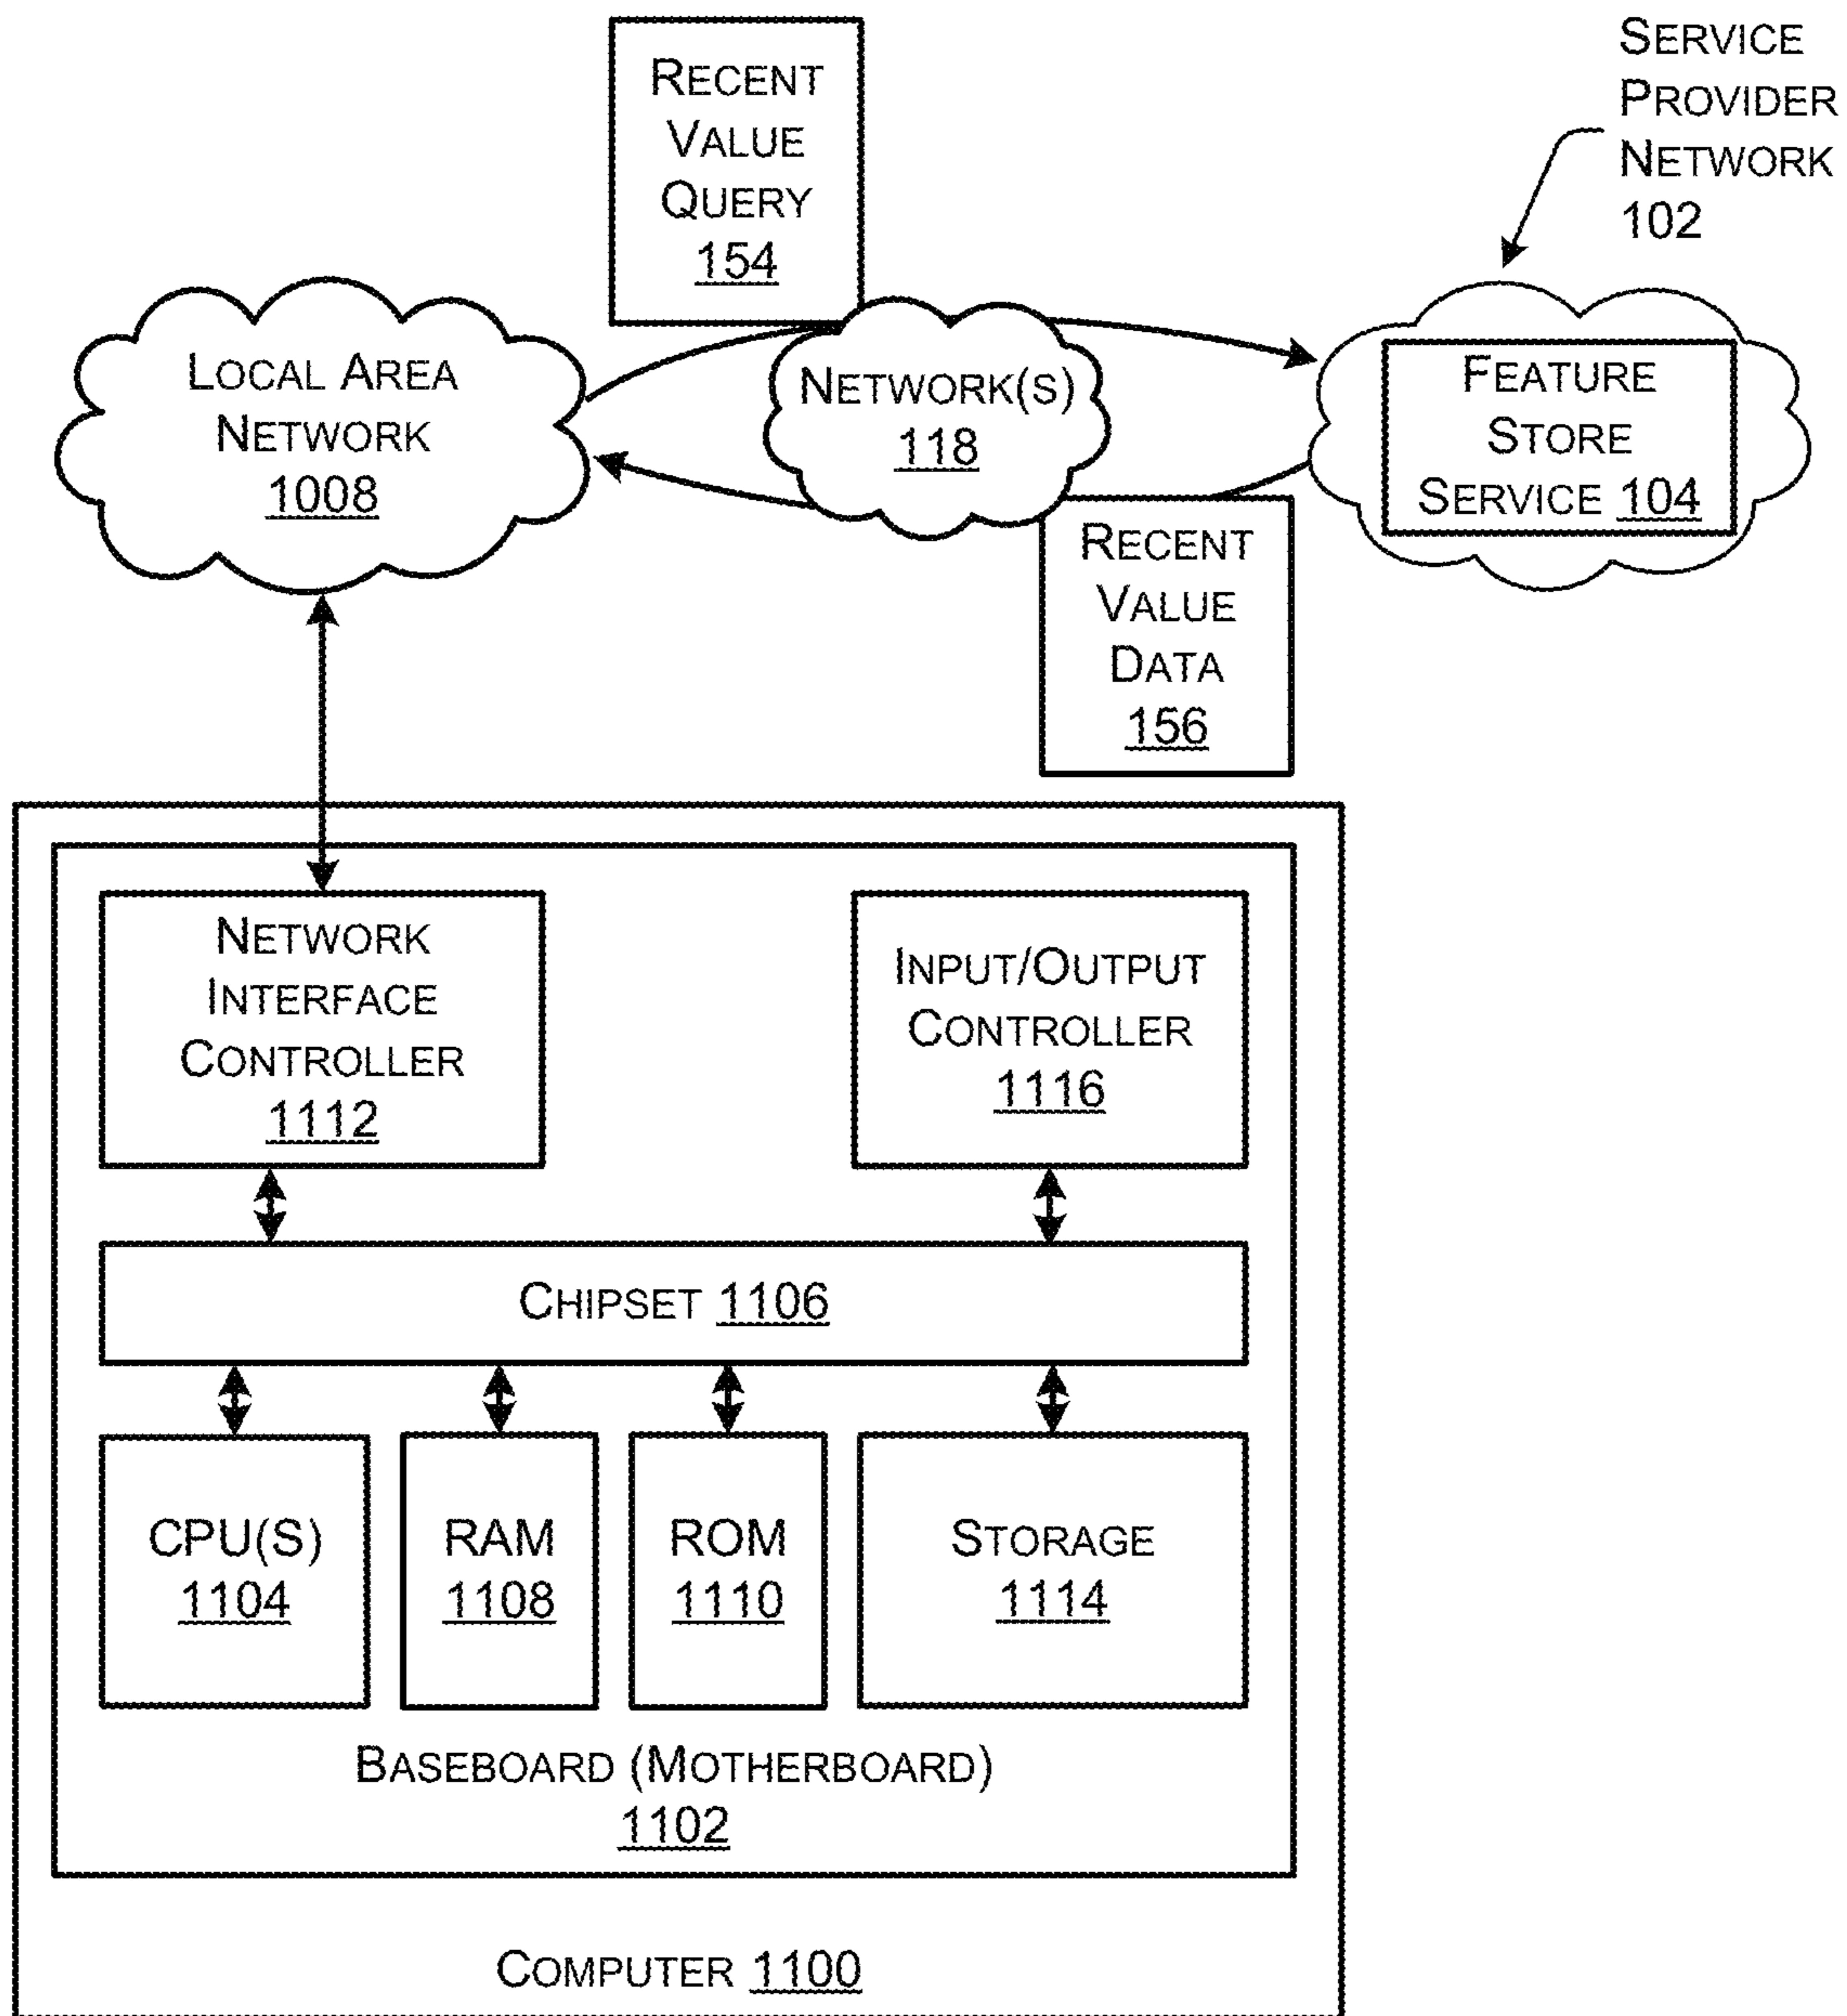 RECENT
VALUE
QUERY
154
SERVICE
PROVIDER
NETWORK
102
LOCAL AREA
NETWORK
1008
NETWORK(S)
118
FEATURE
STORE
SERVICE 104
RECENT
VALUE
DATA
156
NETWORK
INTERFACE
CONTROLLER
1112
INPUT/OUTPUT
CONTROLLER
1116
CHIPSET 1106
CPU(S)
1104
RAM
1108
ROM
1110
STORAGE
1114
BASEBOARD (MOTHERBOARD)
1102
COMPUTER 1100